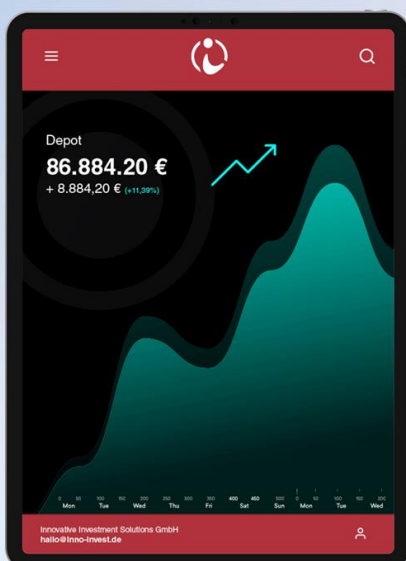 Depot
86.884.20 €
+ 8.884,20 € (+11,39%)
0 50 100 150 200 250 300 350 400 450 500 0 50 100 150 200
Mon Tue Wed Thu Fri Sat Sun Mon Tue Wed
Innovative Investment Solutions GmbH
hallo@inno-invest.de